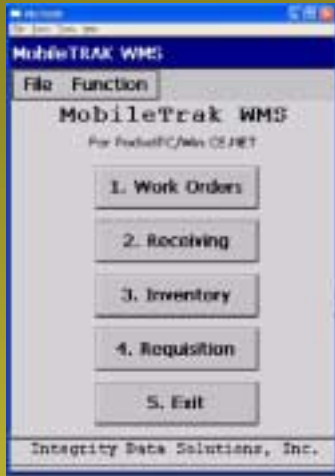 MobileTRAK WMS
File Function
MobileTrak WMS
For PocketPC/Win CE.NET
1. Work Orders
2. Receiving
3. Inventory
4. Requisition
5. Exit
Integrity Data Solutions, Inc.